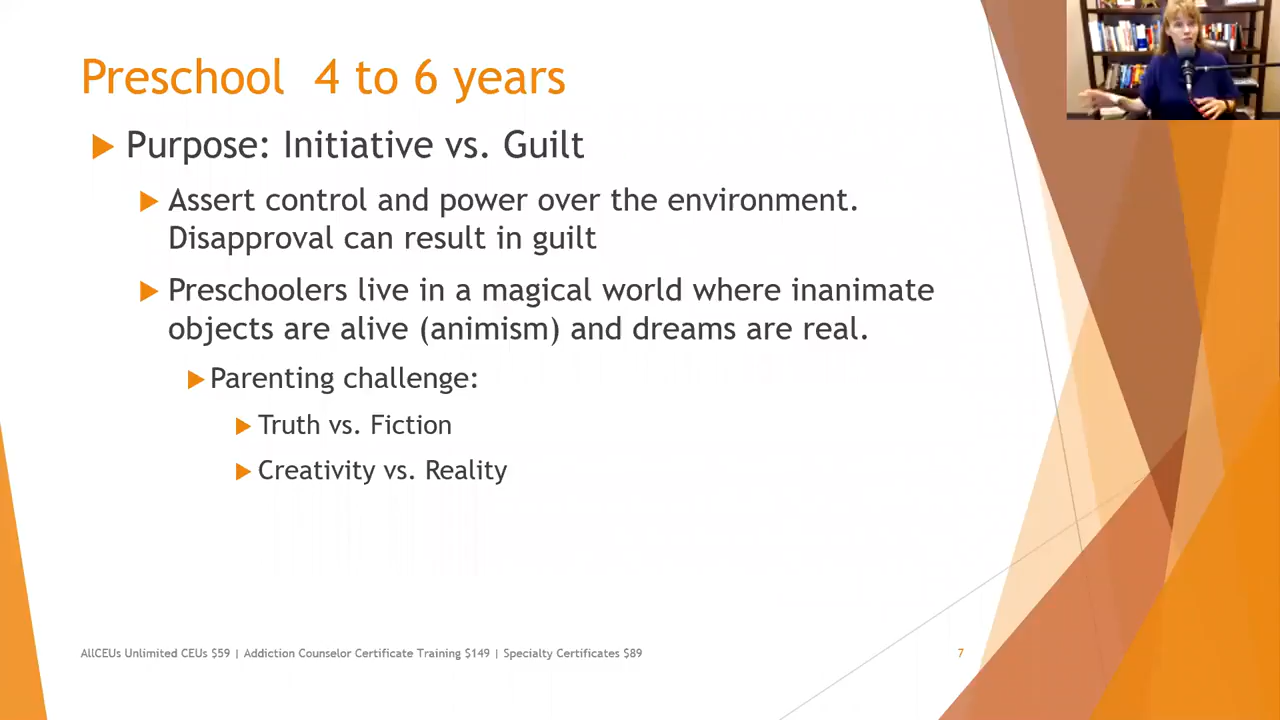 Preschool 4 to 6 years
Purpose: Initiative vs. Guilt
Assert control and power over the environment.
Disapproval can result in guilt
Preschoolers live in a magical world where inanimate
objects are alive (animism) and dreams are real.
Parenting challenge:
Truth vs. Fiction
Creativity vs. Reality
AllCEUs Unlimited CEUs $59 | Addiction Counselor Certificate Training $149 | Specialty Certificates $89
7